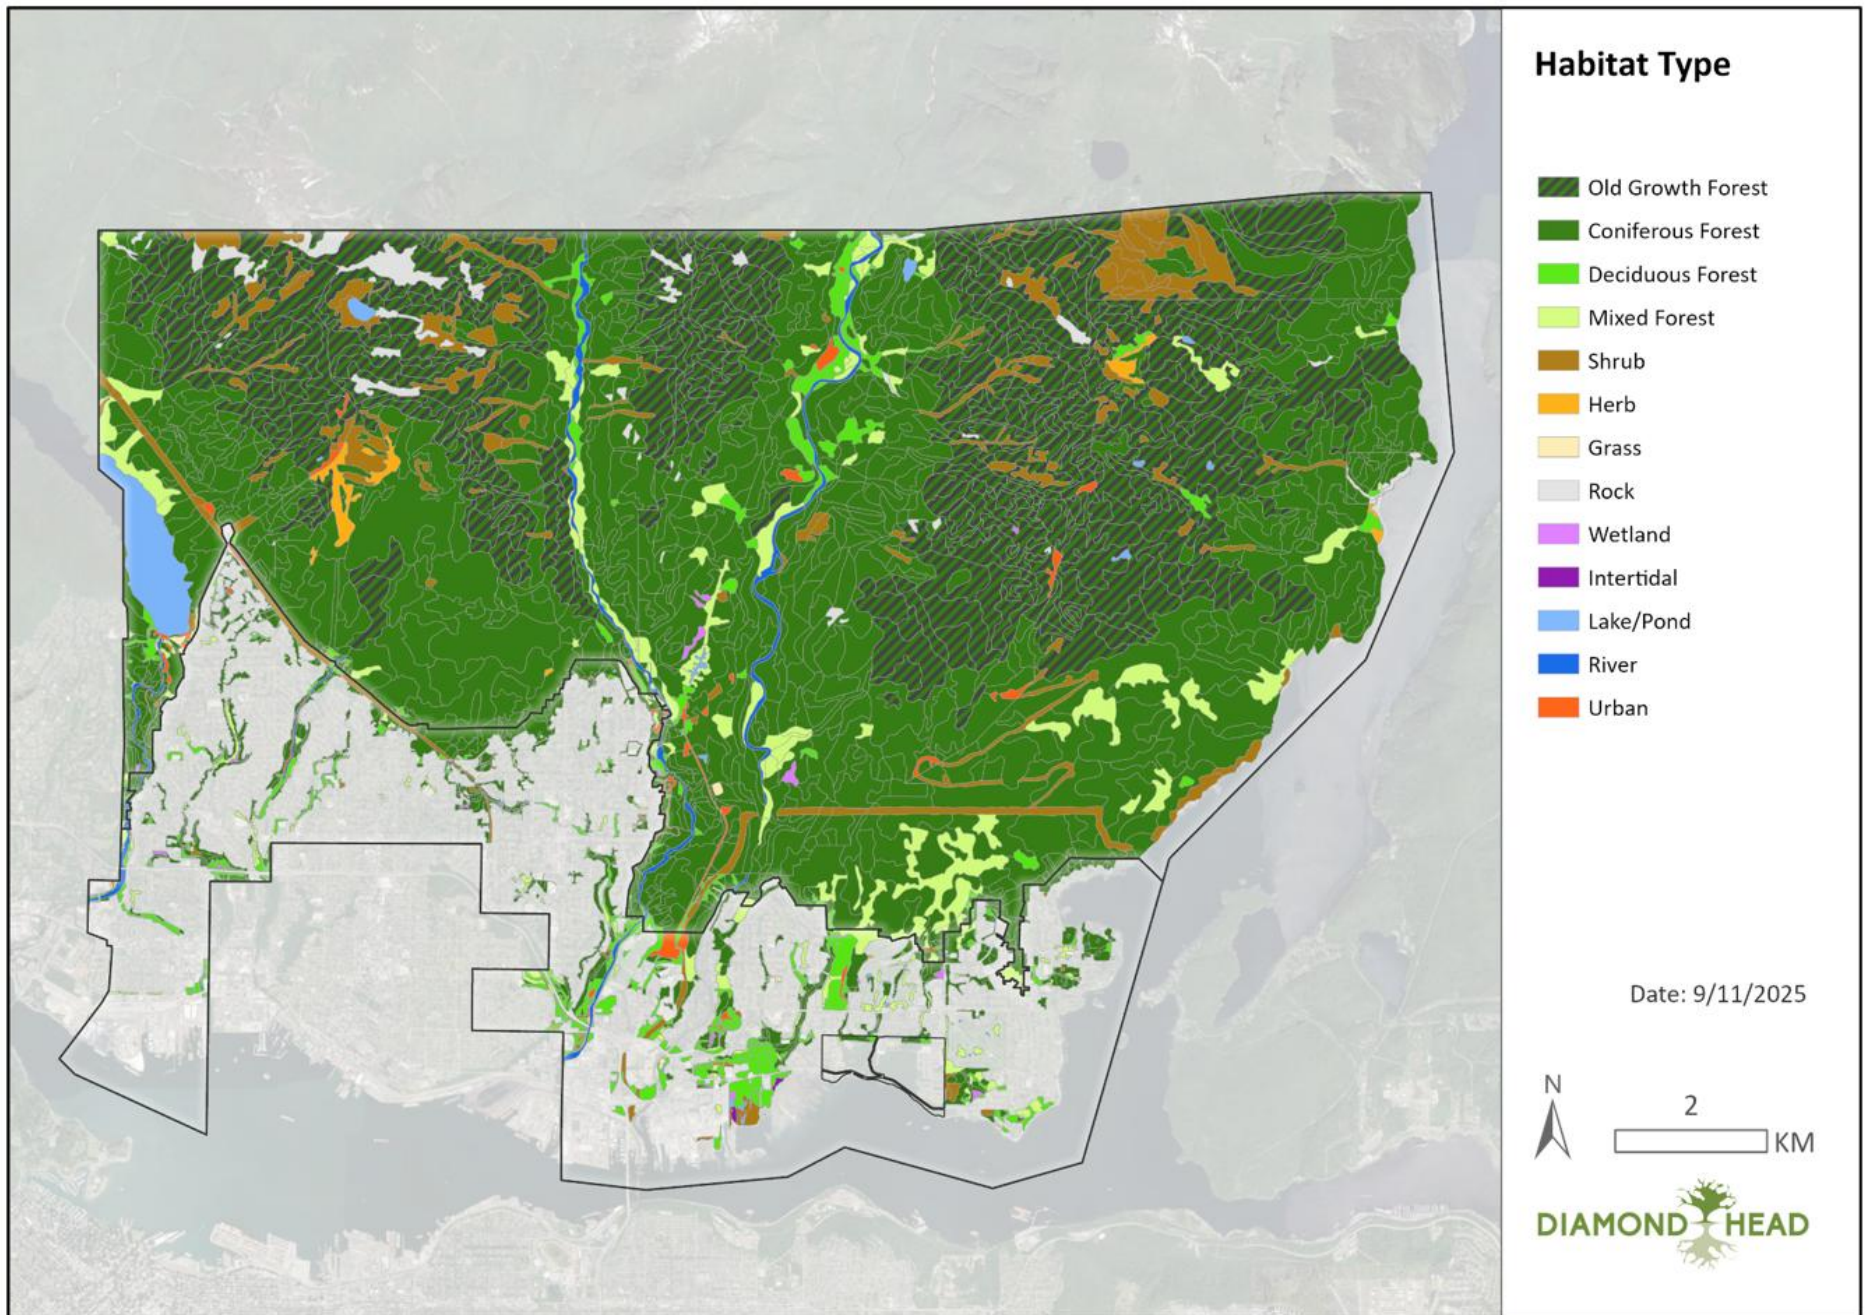 Habitat Type
Old Growth Forest
Coniferous Forest
Deciduous Forest
Mixed Forest
Shrub
Herb
Grass
Rock
Wetland
Intertidal
Lake/Pond
River
Urban
Date: 9/11/2025
N
2
KM
DIAMOND HEAD